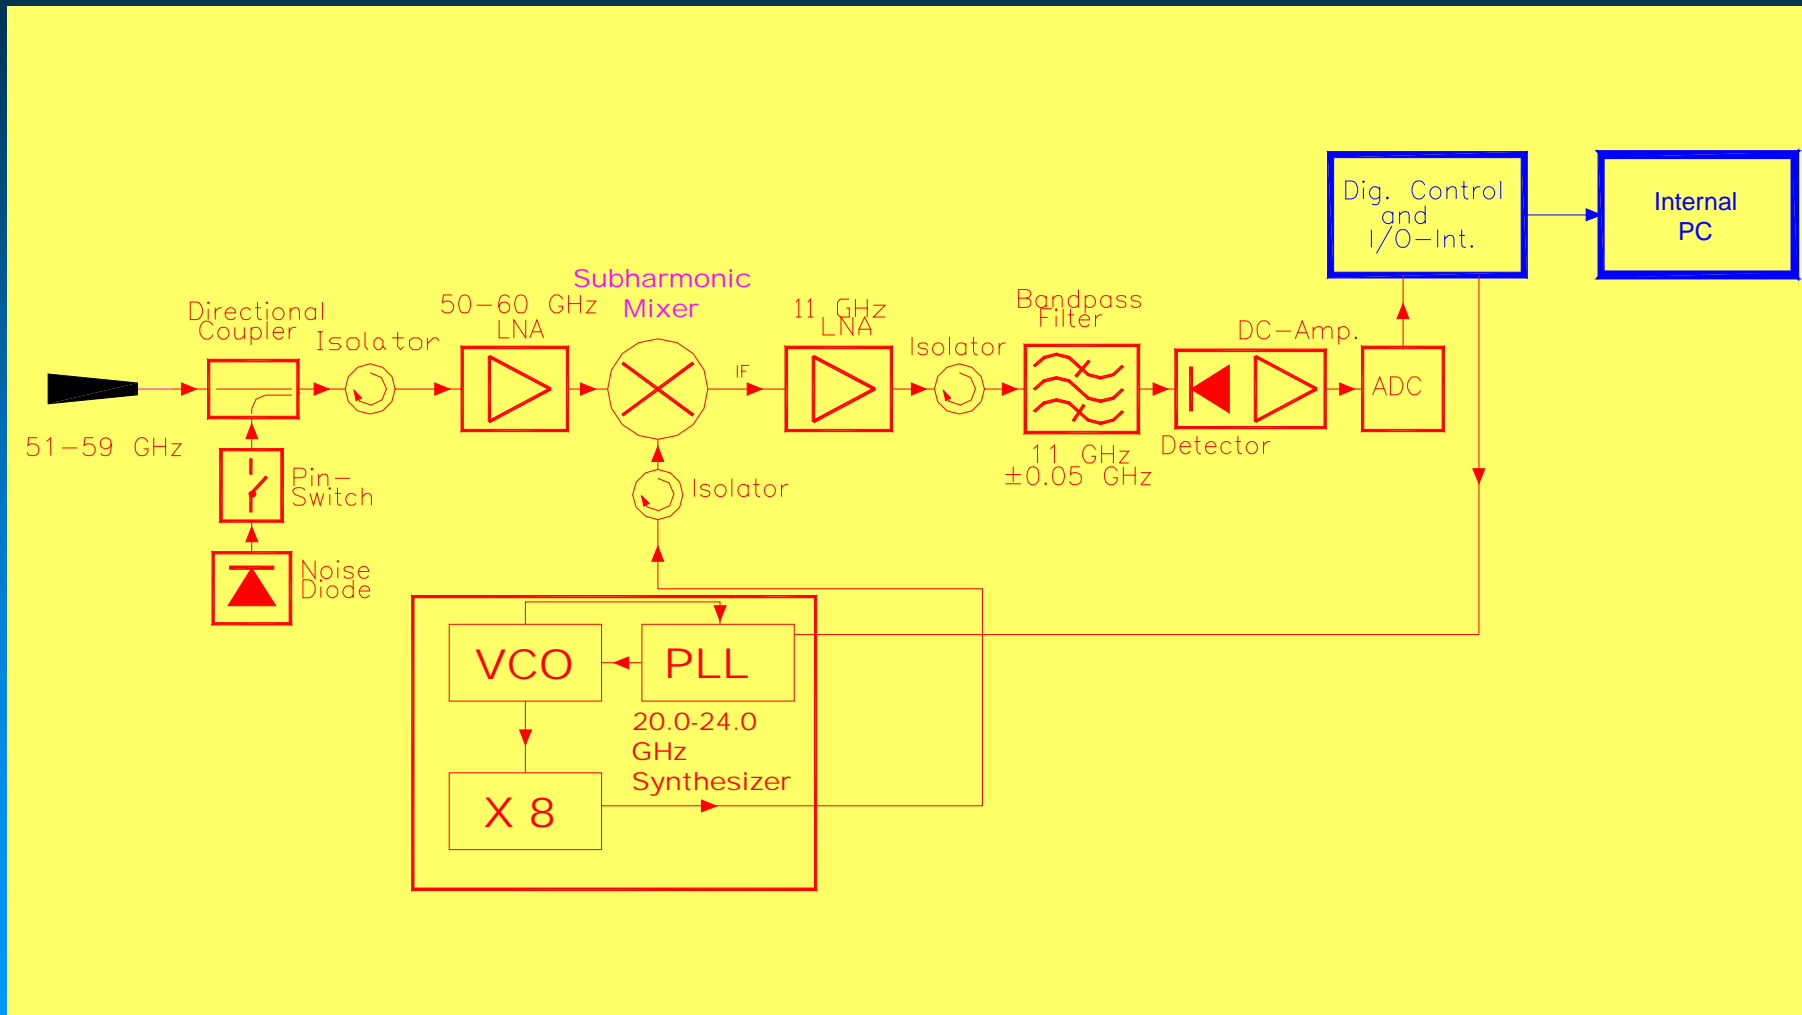 Dig. Control
and
I/O-Int.
Internal
PC
Subharmonic
Mixer
Directional
Coupler
Isolator
50-60 GHz
LNA
IF
11 GHz
LNA
Isolator
Bandpass
Filter
DC-Amp.
ADC
51-59 GHz
Detector
11 GHz
±0.05 GHz
Pin-
Switch
Isolator
Noise
Diode
VCO
PLL
20.0-24.0
GHz
Synthesizer
X 8